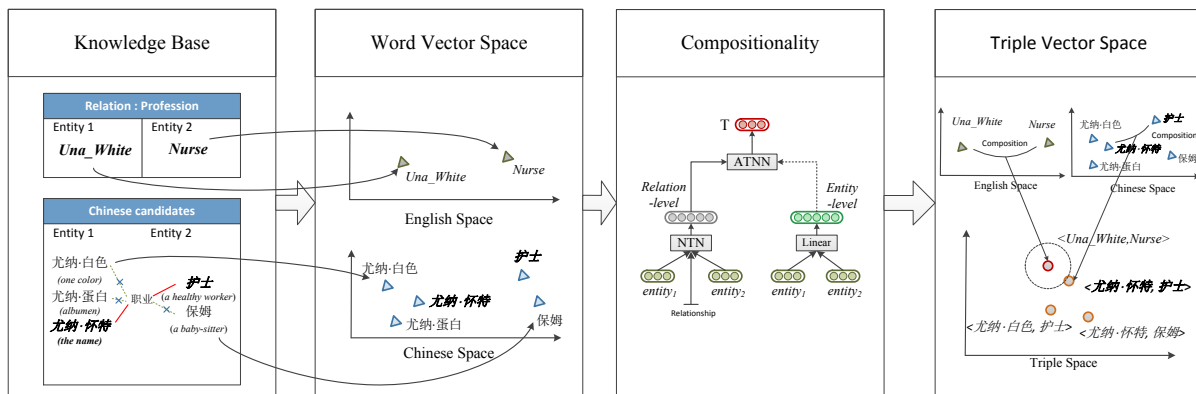 Knowledge Base
Relation : Profession
Entity 1
Entity 2
Una_White
Nurse
Chinese candidates
Entity 1
Entity 2
尤纳·白色
(one color)
尤纳·蛋白
(albumen)
尤纳·怀特
(the name)
职业
护士
(a healthy worker)
保姆
(a baby-sitter)
Word Vector Space
Una_White
Nurse
English Space
尤纳·白色
护士
尤纳·怀特
尤纳·蛋白
保姆
Chinese Space
Compositionality
T
ATNN
Relation
-level
Entity
-level
NTN
Linear
entity₁
entity₂
entity₁
entity₂
Relationship
Triple Vector Space
Una_White
Nurse
Composition
English Space
护士
尤纳·白色
Composition
尤纳·怀特
保姆
尤纳·蛋白
Chinese Space
<Una_White,Nurse>
<尤纳·怀特, 护士>
<尤纳·白色, 护士>
<尤纳·怀特, 保姆>
Triple Space